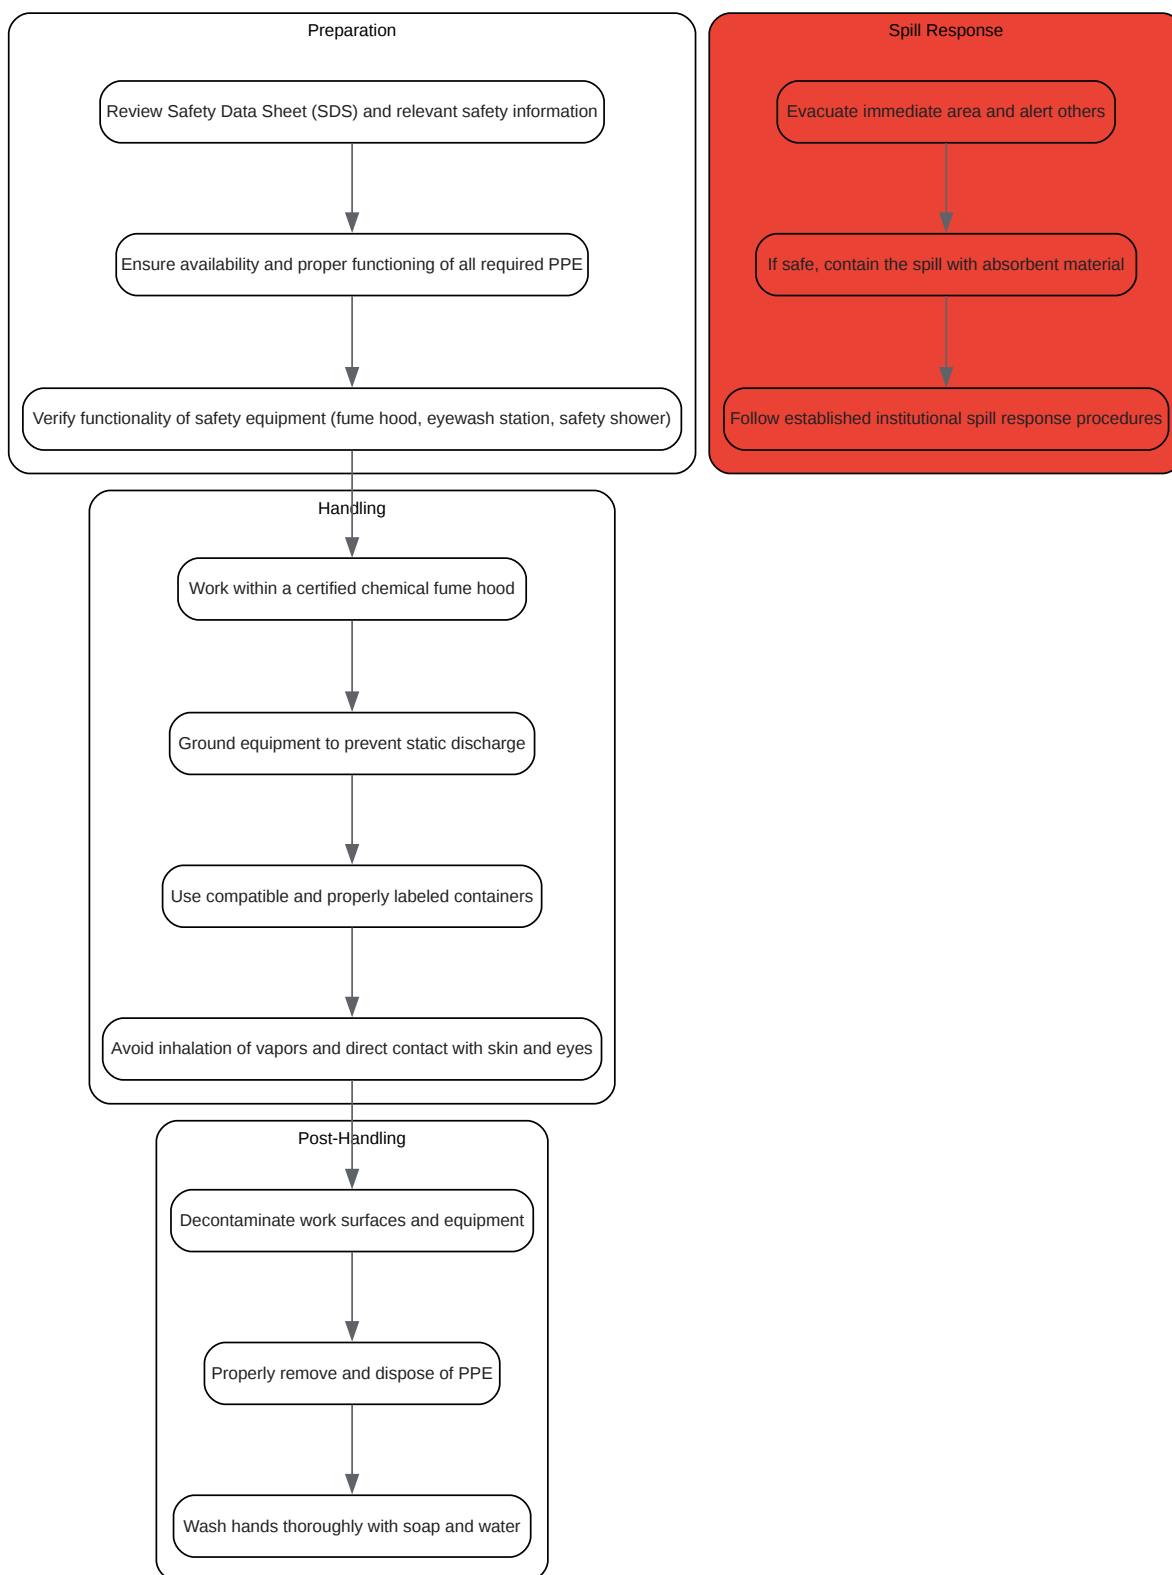 Preparation
Review Safety Data Sheet (SDS) and relevant safety information
Ensure availability and proper functioning of all required PPE
Verify functionality of safety equipment (fume hood, eyewash station, safety shower)
Handling
Work within a certified chemical fume hood
Ground equipment to prevent static discharge
Use compatible and properly labeled containers
Avoid inhalation of vapors and direct contact with skin and eyes
Post-Handling
Decontaminate work surfaces and equipment
Properly remove and dispose of PPE
Wash hands thoroughly with soap and water
Spill Response
Evacuate immediate area and alert others
If safe, contain the spill with absorbent material
Follow established institutional spill response procedures